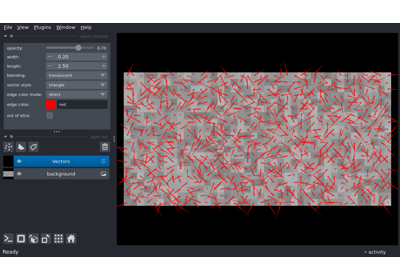 File View Plugins Window Help
opacity: 0.70
width: 0.20
length: 2.50
blending: translucent
vector style: triangle
edge color mode: direct
edge color: red
out of slice:
Vectors
background
Ready
activity